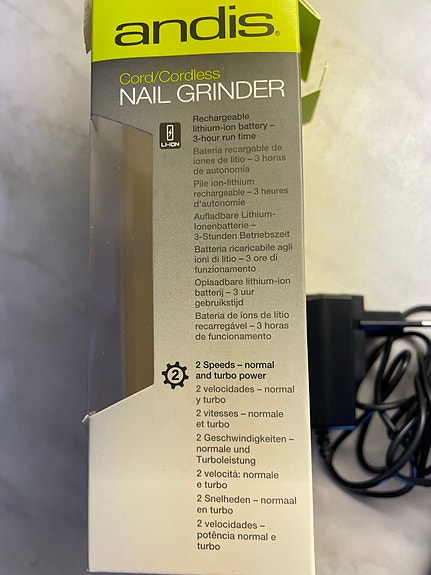 andis®
Cord/Cordless
NAIL GRINDER
LI-ION
Rechargeable
lithium-ion battery –
3-hour run time
Bateria recargable de
iones de litio – 3 horas
de autonomia
Pile ion-lithium
rechargeable – 3 heures
d'autonomie
Aufladbare Lithium-
Ionenbatterie –
3-Stunden Betriebszeit
Batteria ricaricabile agli
ioni di litio – 3 ore di
funzionamento
Oplaadbare lithium-ion
batterij – 3 uur
gebruikstijd
Bateria de íons de lítio
recarregável – 3 horas
de funcionamento
2
2 Speeds – normal
and turbo power
2 velocidades – normal
y turbo
2 vitesses – normale
et turbo
2 Geschwindigkeiten –
normale und
Turboleistung
2 velocità: normale
e turbo
2 Snelheden – normaal
en turbo
2 velocidades –
potência normal e
turbo